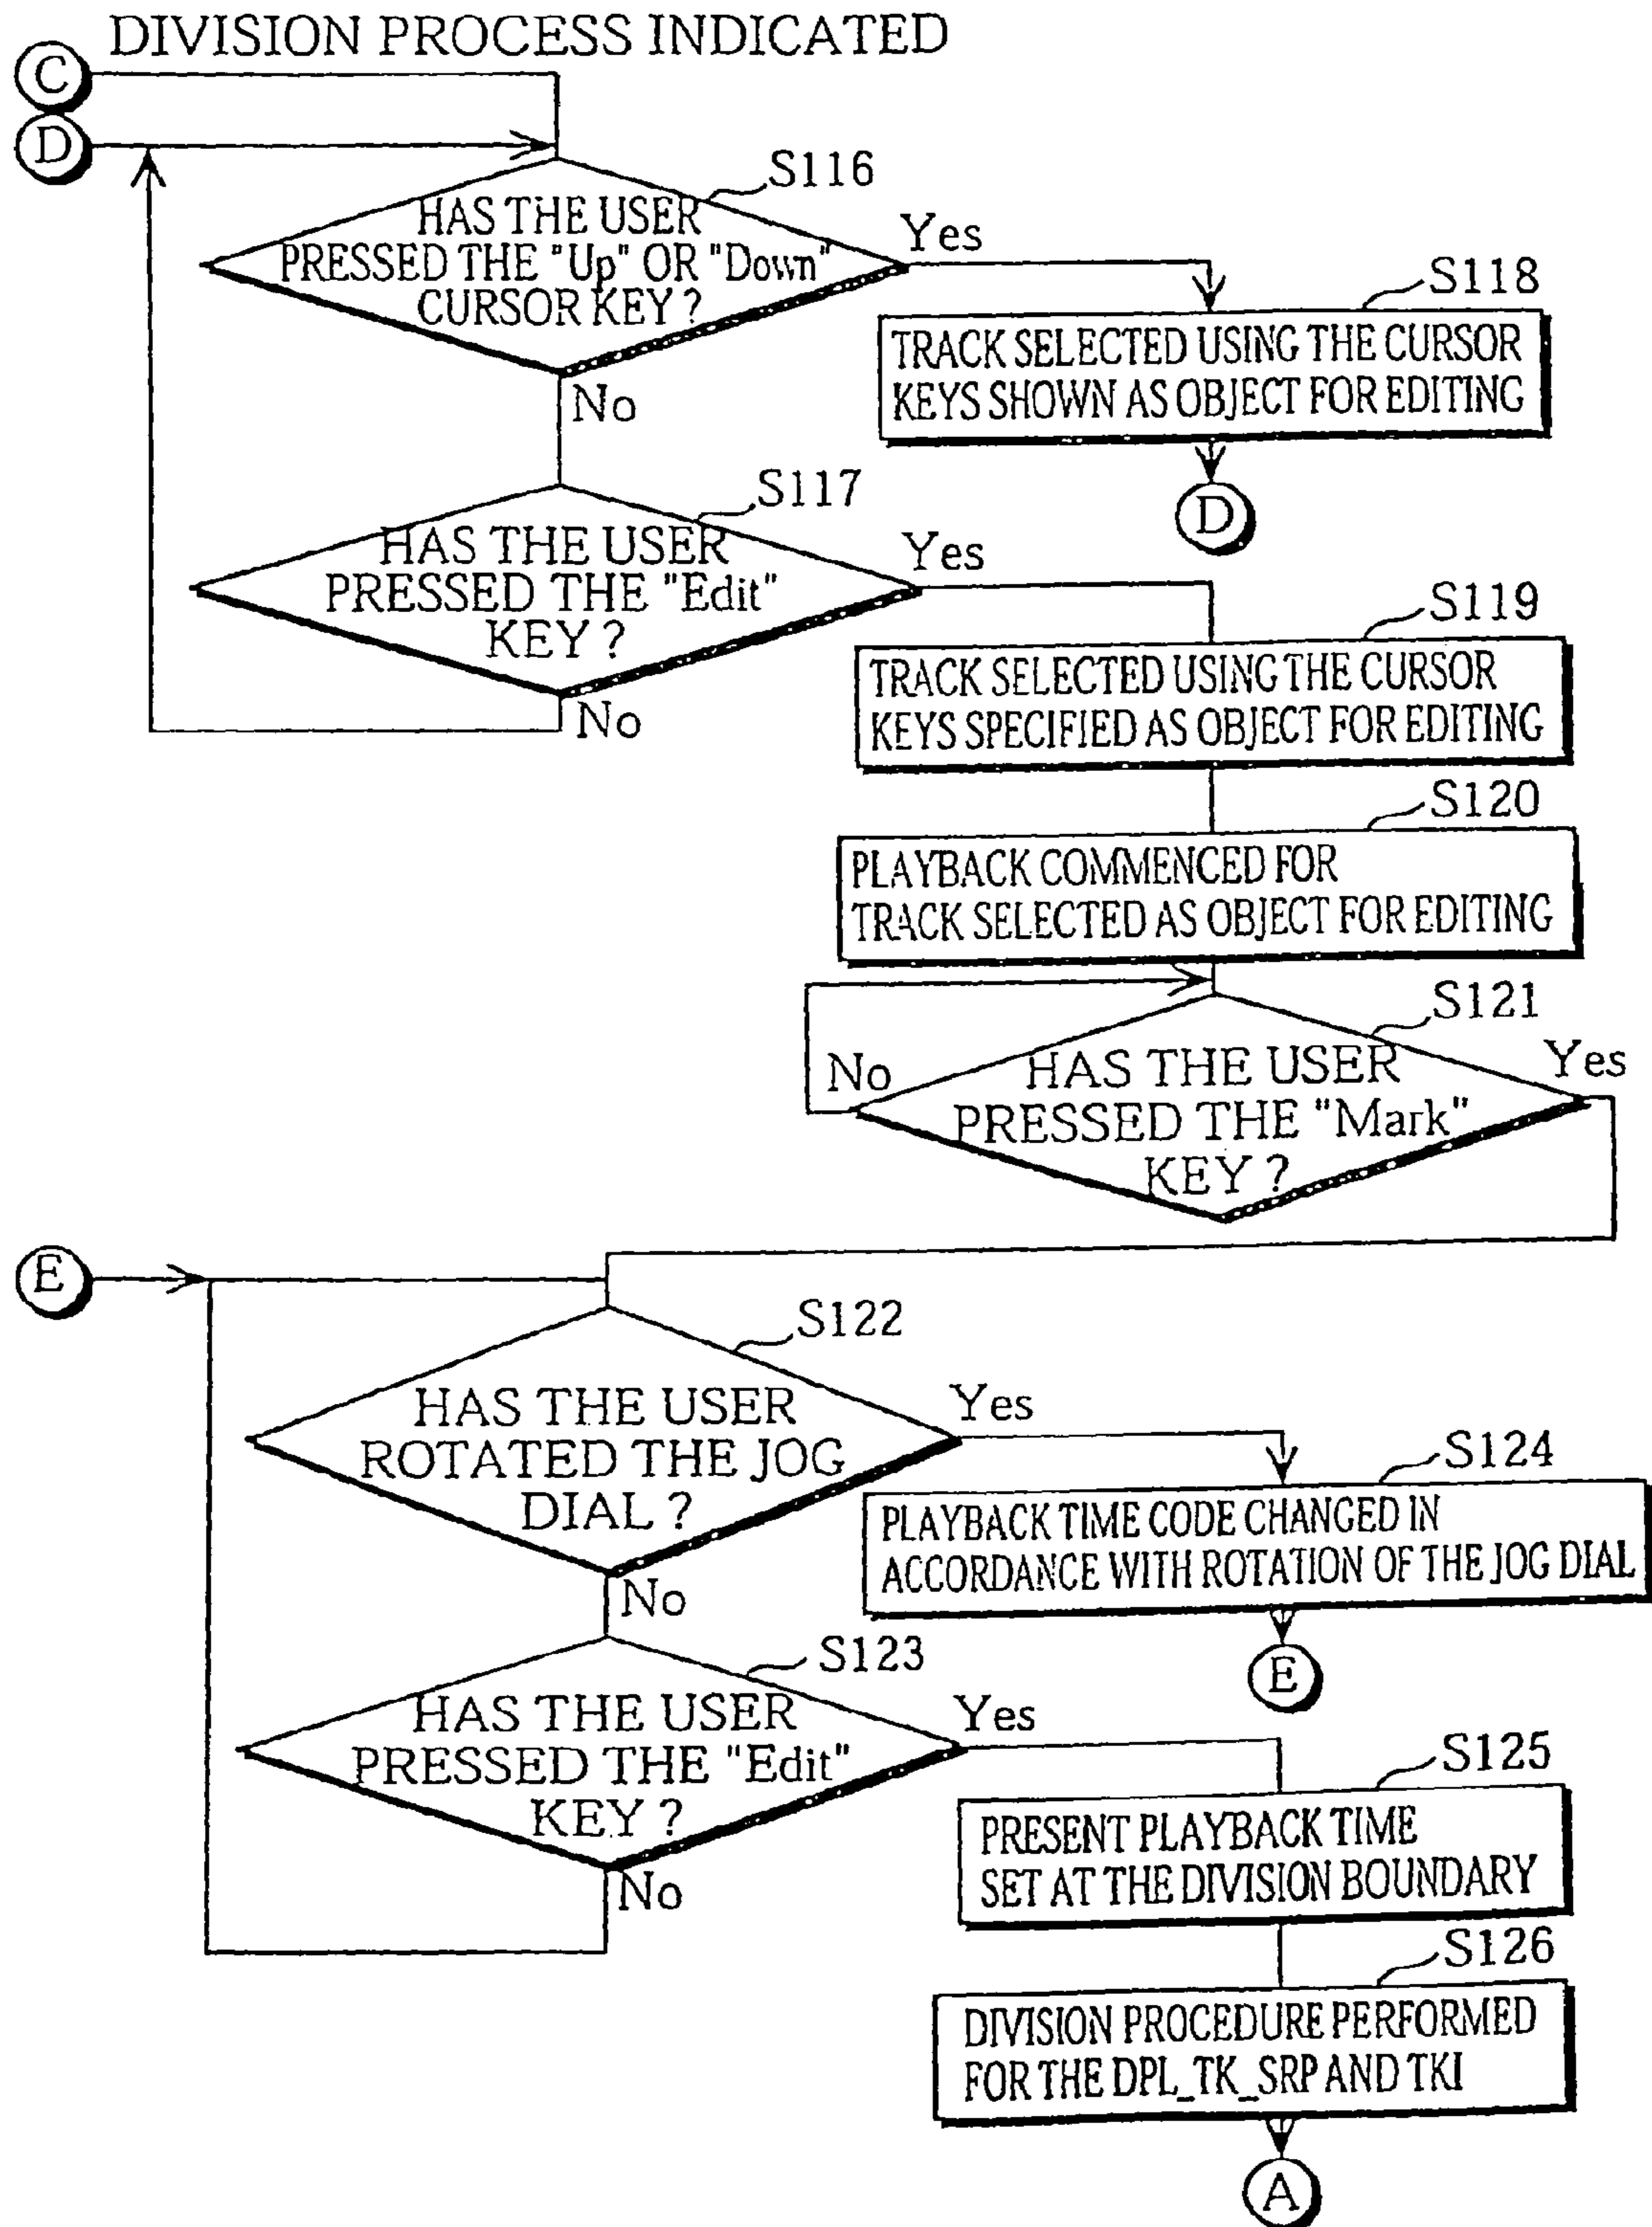 DIVISION PROCESS INDICATED
C
D
S116
HAS THE USER
PRESSED THE "Up" OR "Down"
CURSOR KEY ?
Yes
No
S118
TRACK SELECTED USING THE CURSOR
KEYS SHOWN AS OBJECT FOR EDITING
D
S117
HAS THE USER
PRESSED THE "Edit"
KEY ?
Yes
No
S119
TRACK SELECTED USING THE CURSOR
KEYS SPECIFIED AS OBJECT FOR EDITING
S120
PLAYBACK COMMENCED FOR
TRACK SELECTED AS OBJECT FOR EDITING
S121
No
HAS THE USER
PRESSED THE "Mark"
KEY ?
Yes
E
S122
HAS THE USER
ROTATED THE JOG
DIAL ?
Yes
No
S124
PLAYBACK TIME CODE CHANGED IN
ACCORDANCE WITH ROTATION OF THE JOG DIAL
E
S123
HAS THE USER
PRESSED THE "Edit"
KEY ?
Yes
No
S125
PRESENT PLAYBACK TIME
SET AT THE DIVISION BOUNDARY
S126
DIVISION PROCEDURE PERFORMED
FOR THE DPL_TK_SRP AND TKI
A